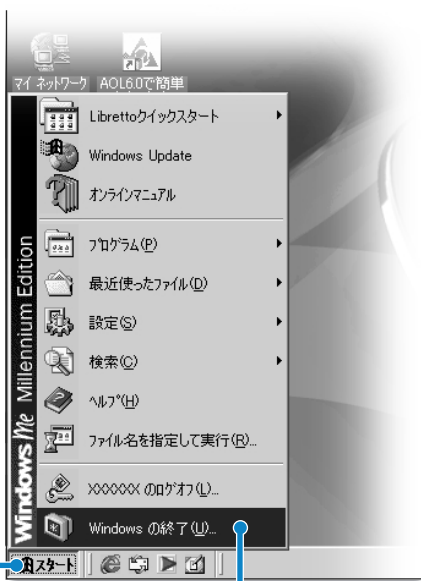 マイ ネットワーク
AOL6.0で簡単
Librettoクイックスタート
Windows Update
オンラインマニュアル
プログラム(P)
最近使ったファイル(D)
設定(S)
検索(C)
ヘルプ(H)
ファイル名を指定して実行(R)...
XXXXXX のログオフ(L)...
Windows の終了(U)...
Windows Me Millennium Edition
スタート